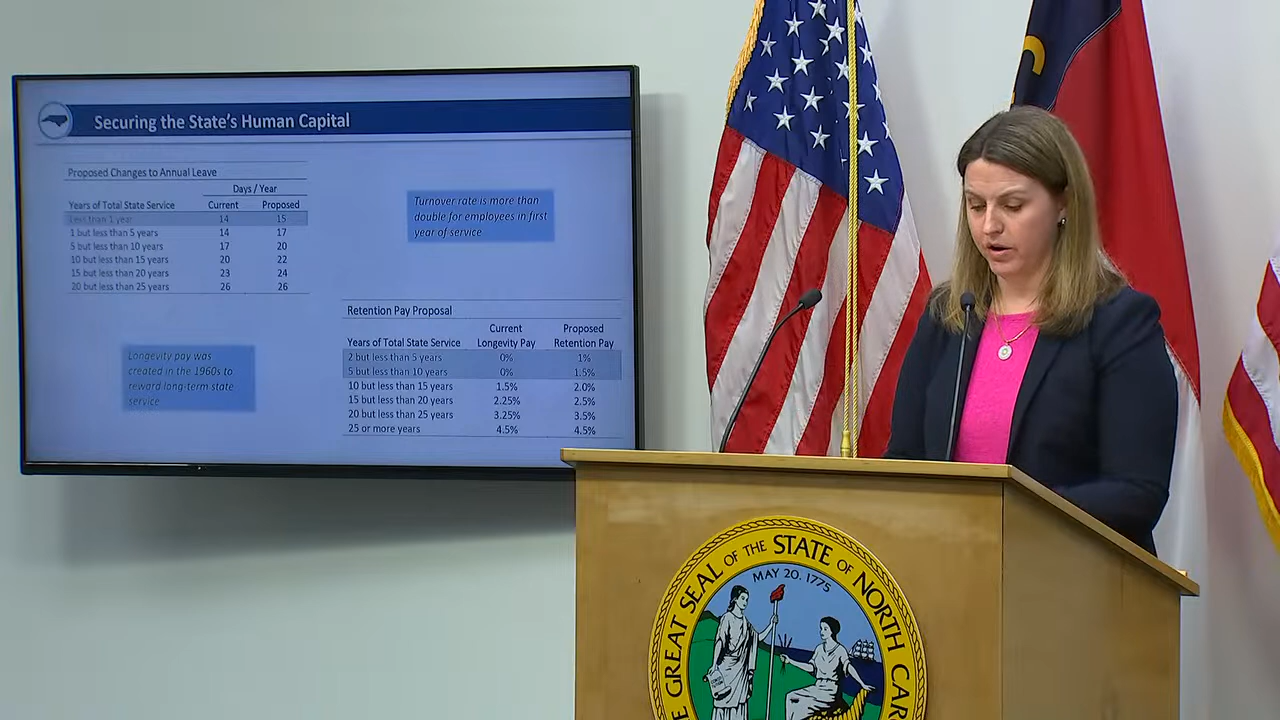 Securing the State's Human Capital
Proposed Changes to Annual Leave
Days / Year
Years of Total State Service Current Proposed
Less than 1 year 14 15
1 but less than 5 years 14 17
5 but less than 10 years 17 20
10 but less than 15 years 20 22
15 but less than 20 years 23 24
20 but less than 25 years 26 26
Turnover rate is more than
double for employees in first
year of service
Longevity pay was
created in the 1960s to
reward long-term state
service
Retention Pay Proposal
Current Proposed
Years of Total State Service Longevity Pay Retention Pay
2 but less than 5 years 0% 1%
5 but less than 10 years 0% 1.5%
10 but less than 15 years 1.5% 2.0%
15 but less than 20 years 2.25% 2.5%
20 but less than 25 years 3.25% 3.5%
25 or more years 4.5% 4.5%
GREAT SEAL OF THE STATE OF NORTH CAR
MAY 20, 1775